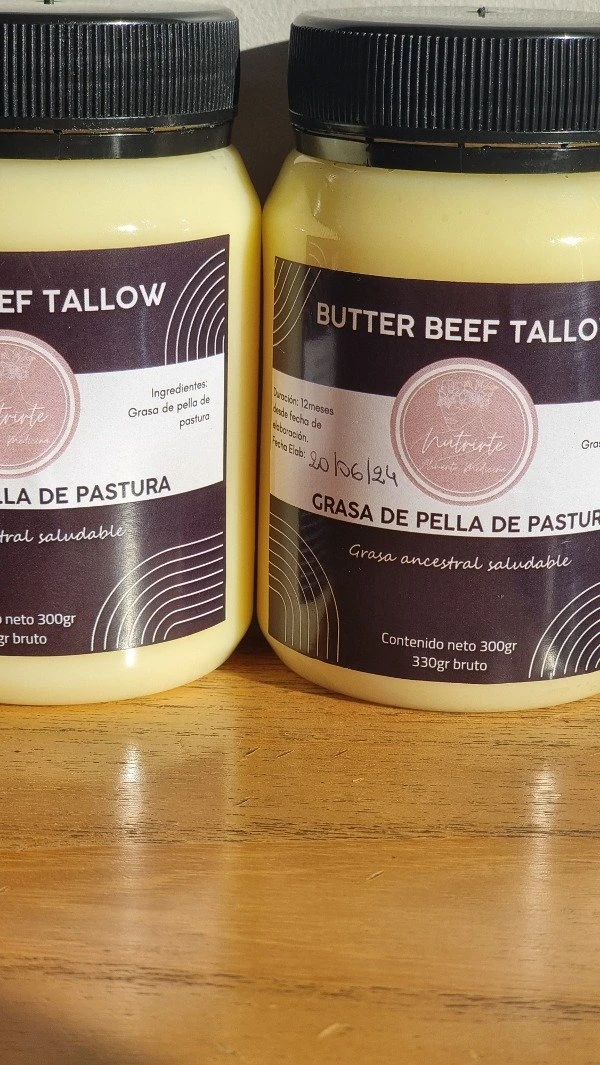 EF TALLOW
Ingredientes:
Grasa de pella de
pastura
LLA DE PASTURA
tral saludable
neto 300gr
gr bruto
BUTTER BEEF TALLO
Duración: 12meses
desde fecha de
elaboración.
Fecha Elab: 20/06/24
Nutrirte
Gras
GRASA DE PELLA DE PASTUR
Grasa ancestral saludable
Contenido neto 300gr
330gr bruto